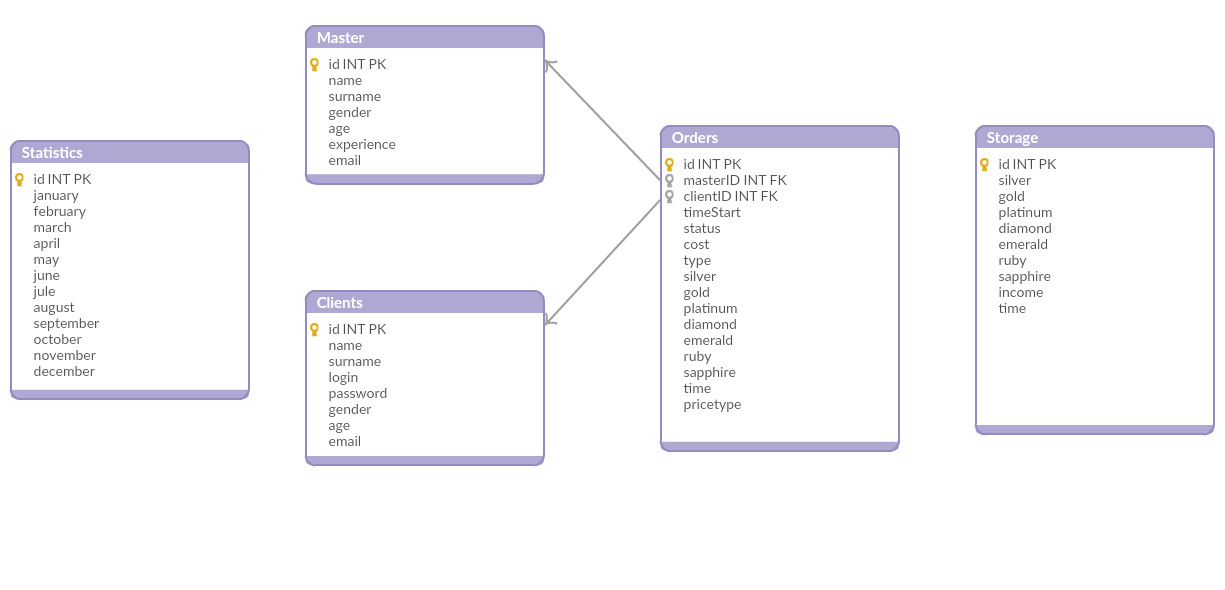 Statistics
id INT PK
january
february
march
april
may
june
jule
august
september
october
november
december
Master
id INT PK
name
surname
gender
age
experience
email
Clients
id INT PK
name
surname
login
password
gender
age
email
Orders
id INT PK
masterID INT FK
clientID INT FK
timeStart
status
cost
type
silver
gold
platinum
diamond
emerald
ruby
sapphire
time
pricetype
Storage
id INT PK
silver
gold
platinum
diamond
emerald
ruby
sapphire
income
time